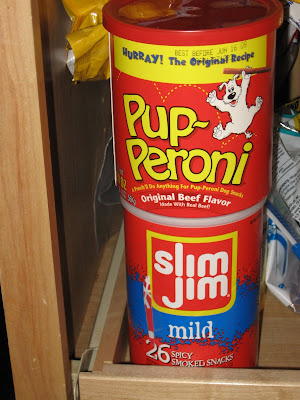 BEST BEFORE JUN 16 09
HURRAY! The Original Recipe
Pup-
Peroni
A Pooch'll Do Anything For Pup-Peroni Dog Snacks
Original Beef Flavor
Made With Real Beef!
slim
jim
mild
26 SPICY
SMOKED SNACKS